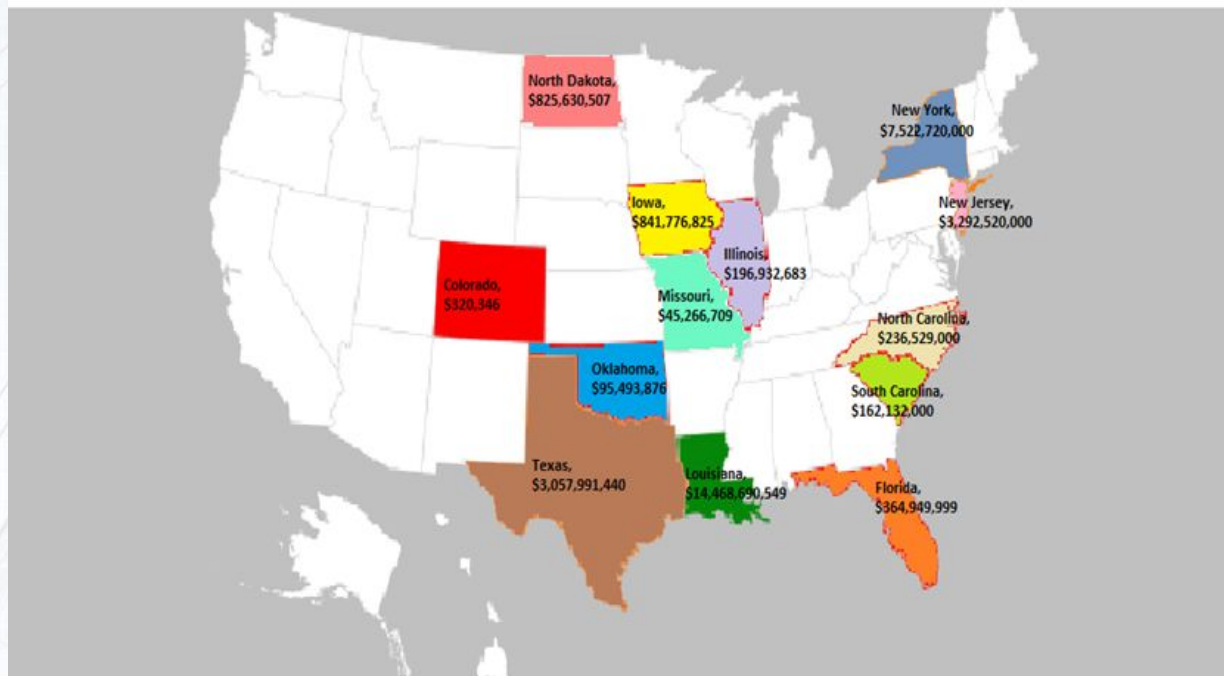 North Dakota,
$825,630,507
New York,
$7,522,720,000
Iowa,
$841,776,825
New Jersey,
$3,292,520,000
Illinois,
$196,932,683
Colorado,
$320,346
Missouri,
$45,266,709
North Carolina,
$236,529,000
Oklahoma,
$95,493,876
South Carolina,
$162,132,000
Texas,
$3,057,991,440
Louisiana,
$14,468,690,549
Florida,
$364,949,999